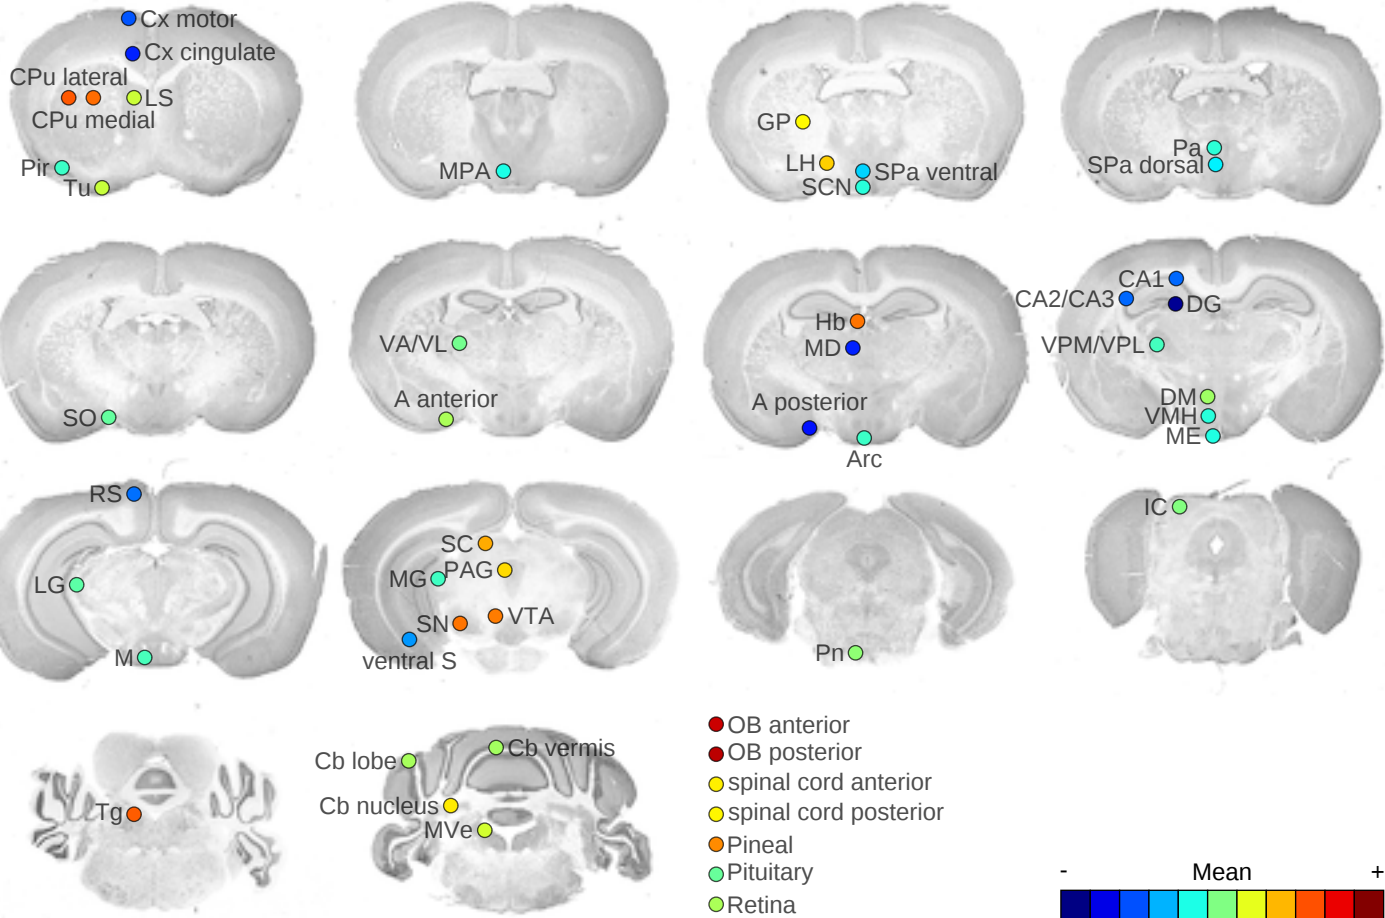 Cx motor
Cx cingulate
CPu lateral
LS
CPu medial
Pir
Tu
MPA
GP
LH
SPa ventral
SCN
Pa
SPa dorsal
SO
VA/VL
A anterior
Hb
MD
A posterior
Arc
CA1
CA2/CA3
DG
VPM/VPL
DM
VMH
ME
RS
LG
M
SC
PAG
MG
SN
VTA
ventral S
Pn
IC
Tg
Cb lobe
Cb vermis
Cb nucleus
MVe
OB anterior
OB posterior
spinal cord anterior
spinal cord posterior
Pineal
Pituitary
Retina
- Mean +